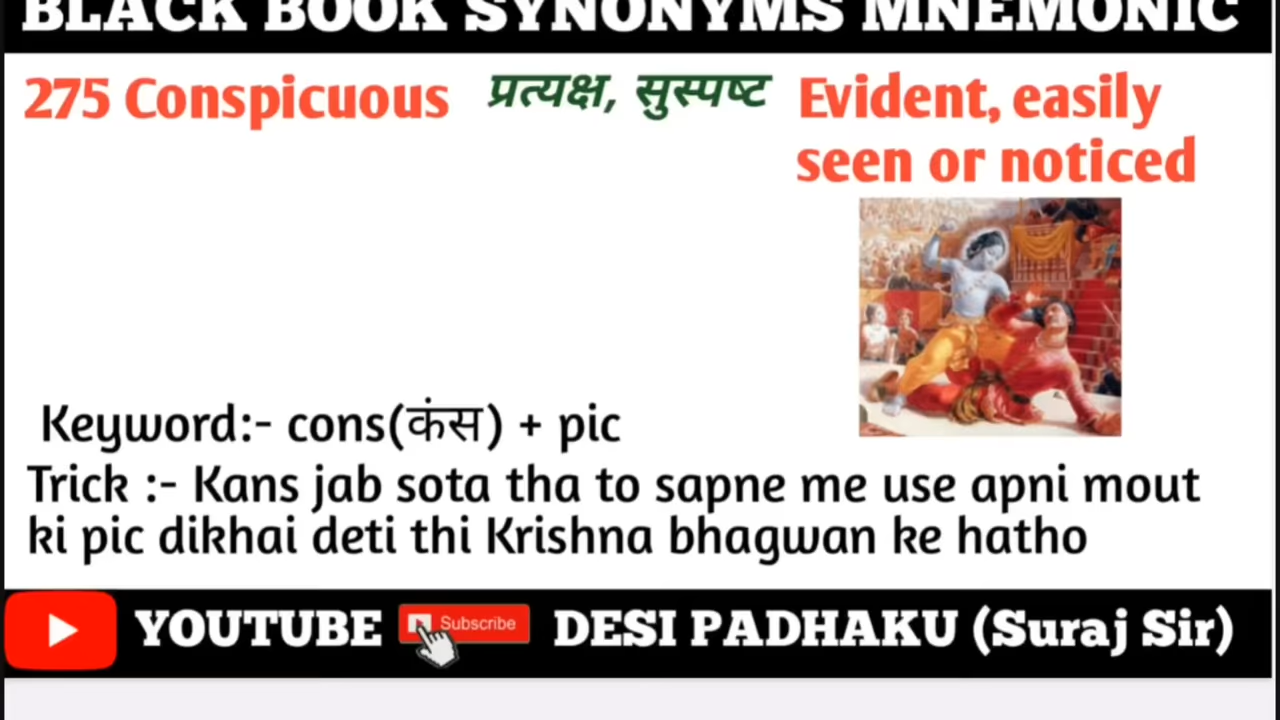 BLACK BOOK SYNONYMS MNEMONIC
275 Conspicuous प्रत्यक्ष, सुस्पष्ट Evident, easily
seen or noticed
Keyword:- cons(कंस) + pic
Trick :- Kans jab sota tha to sapne me use apni mout
ki pic dikhai deti thi Krishna bhagwan ke hatho
YOUTUBE Subscribe DESI PADHAKU (Suraj Sir)